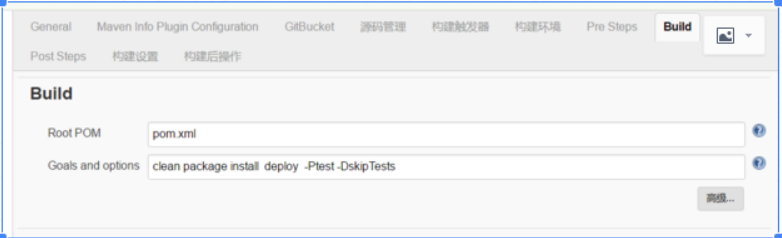 General Maven Info Plugin Configuration GitBucket 源码管理 构建触发器 构建环境 Pre Steps Build
Post Steps 构建设置 构建后操作
Build
Root POM pom.xml
Goals and options clean package install deploy -Ptest -DskipTests
高级...